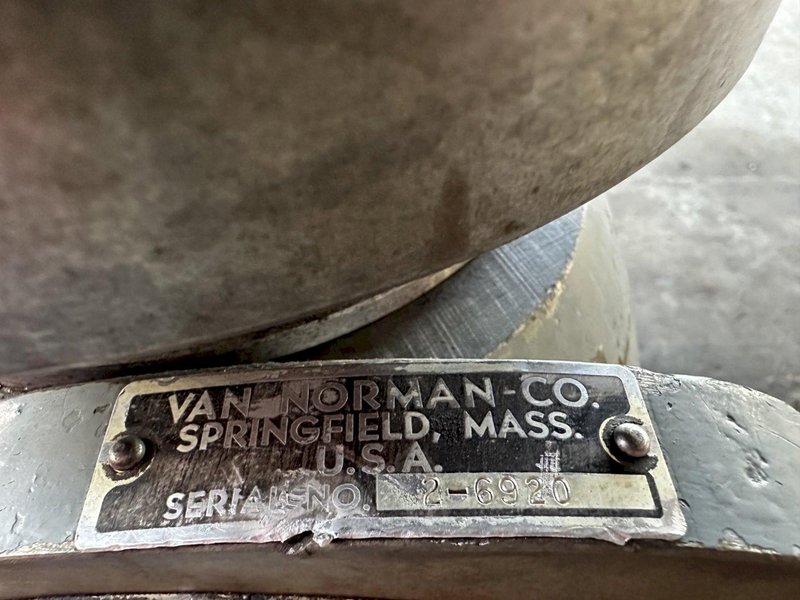 VAN NORMAN-CO.
SPRINGFIELD, MASS.
U.S.A.
SERIAL NO. 2-6920